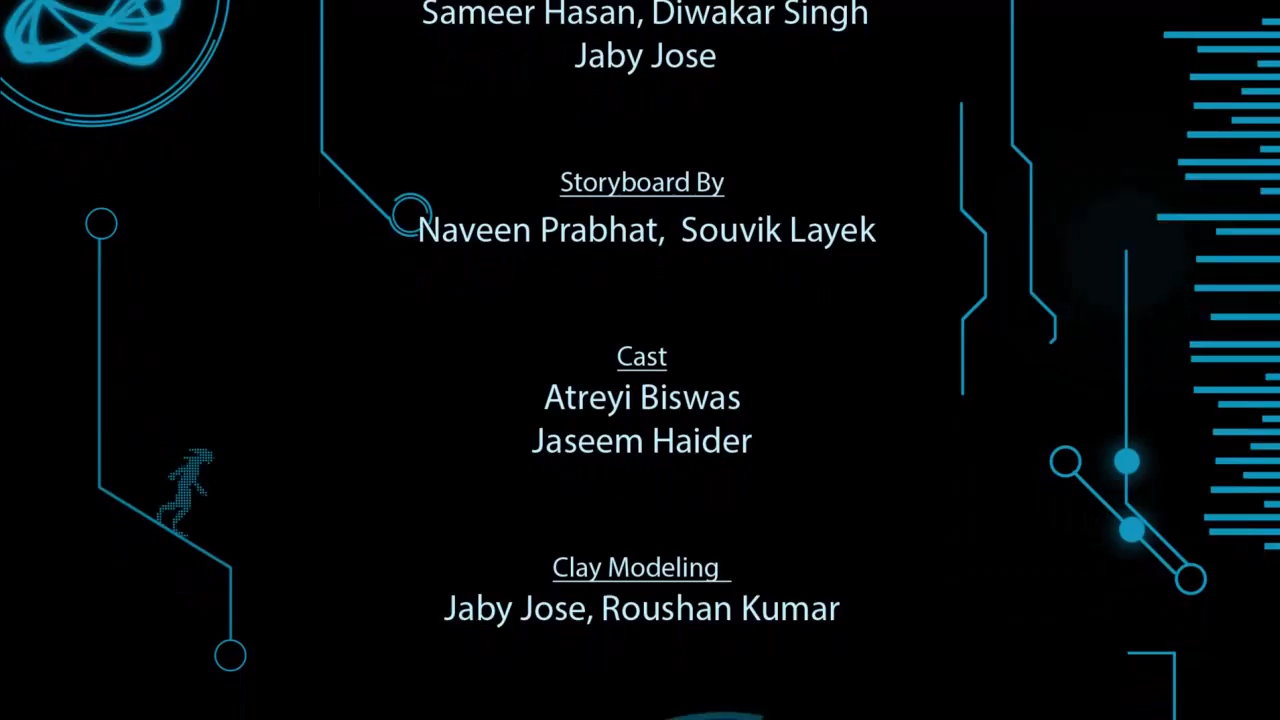 Sameer Hasan, Diwakar Singh
Jaby Jose
Storyboard By
Naveen Prabhat, Souvik Layek
Cast
Atreyi Biswas
Jaseem Haider
Clay Modeling
Jaby Jose, Roushan Kumar